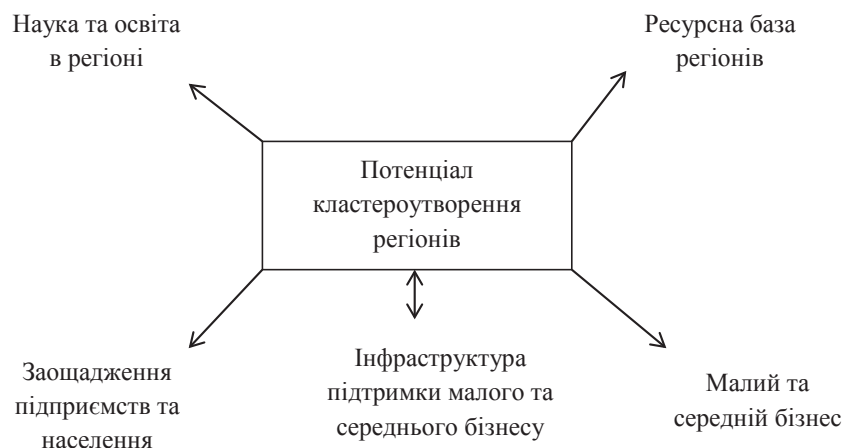 Наука та освіта
в регіоні
Ресурсна база
регіонів
Потенціал
кластероутворення
регіонів
Заощадження
підприємств та
населення
Інфраструктура
підтримки малого та
середнього бізнесу
Малий та
середній бізнес